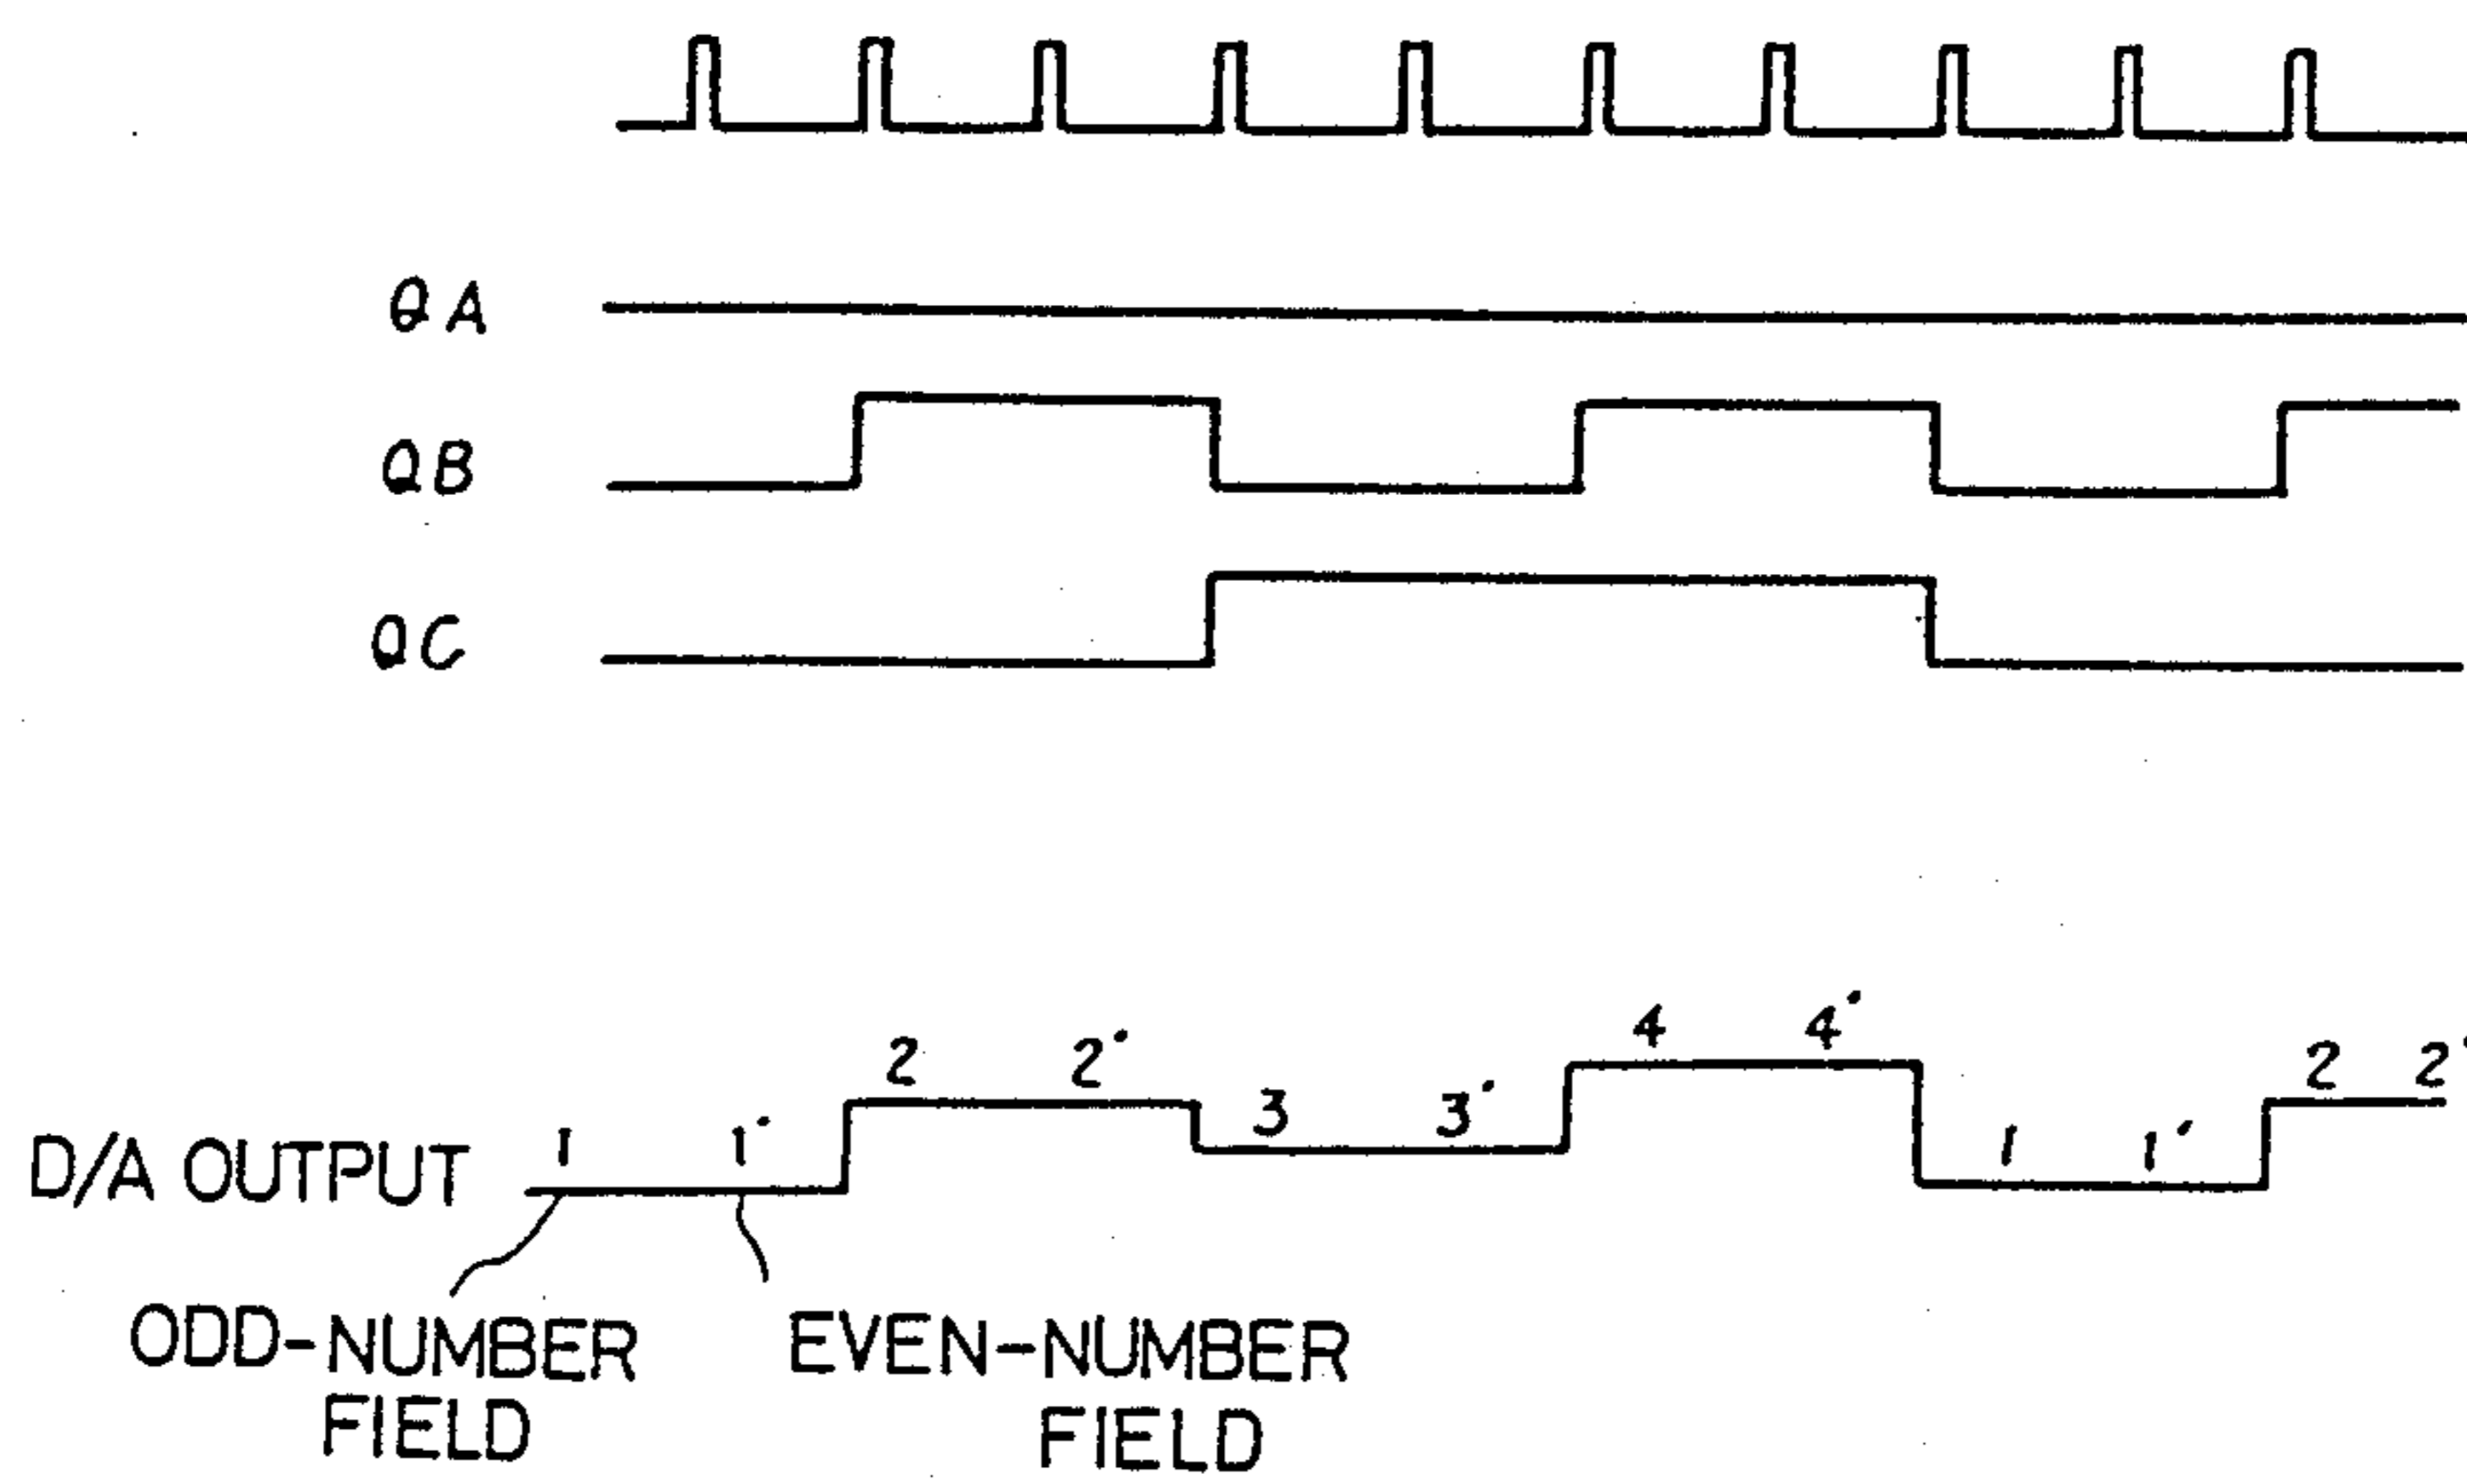 QA
QB
QC
2 2' 3 3' 4 4' 1 1' 2 2'
D/A OUTPUT 1 1'
ODD-NUMBER FIELD
EVEN-NUMBER FIELD